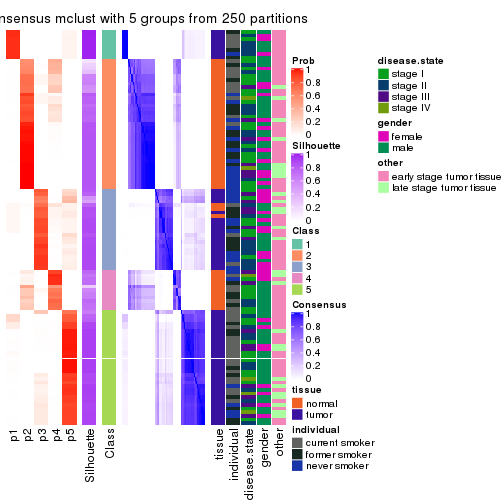 nsensus mclust with 5 groups from 250 partitions
Prob
1
0.8
0.6
0.4
0.2
0
Silhouette
1
0.8
0.6
0.4
0.2
0
Class
1
2
3
4
5
Consensus
1
0.8
0.6
0.4
0.2
0
tissue
normal
tumor
individual
current smoker
former smoker
never smoker
disease.state
stage I
stage II
stage III
stage IV
gender
female
male
other
early stage tumor tissue
late stage tumor tissue
p1
p2
p3
p4
p5
Silhouette
Class
tissue
individual
disease.state
gender
other